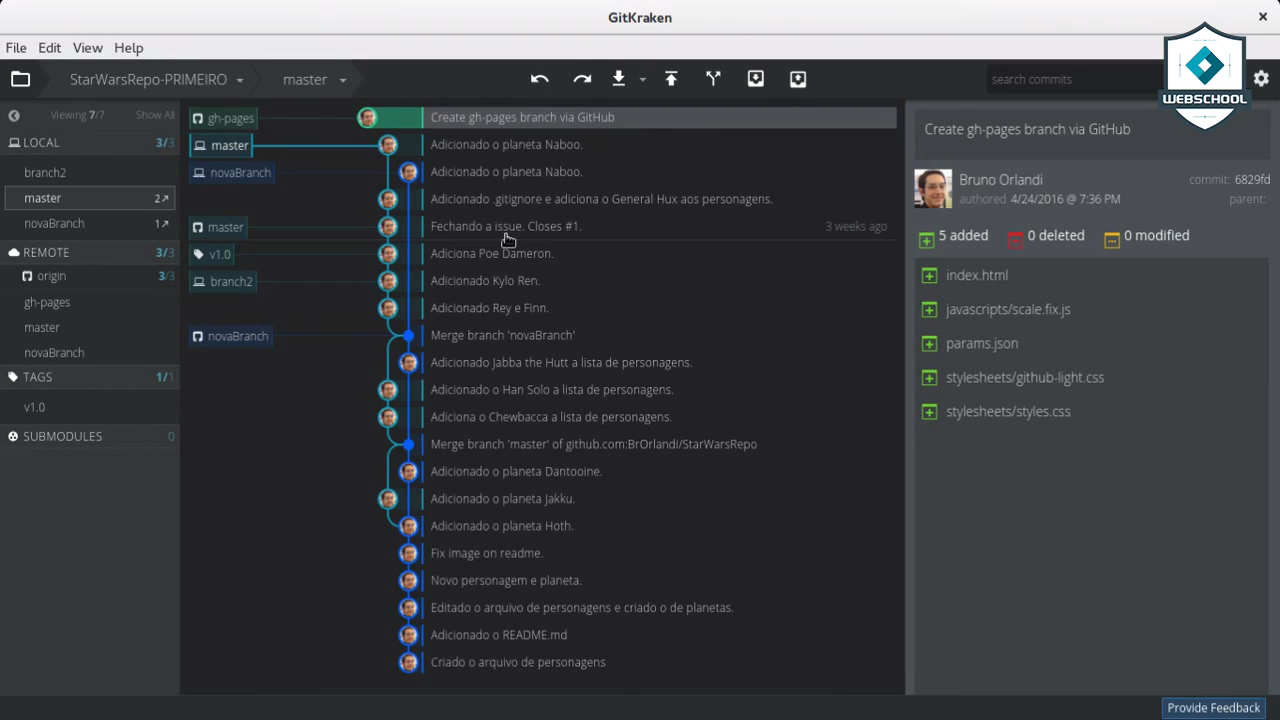 GitKraken
File Edit View Help
StarWarsRepo-PRIMEIRO master search commits
WEBSCHOOL
Viewing 7/7 Show All
LOCAL 3/3
branch2
master 2↗
novaBranch 1↗
REMOTE 3/3
origin 3/3
gh-pages
master
novaBranch
TAGS 1/1
v1.0
SUBMODULES 0
gh-pages Create gh-pages branch via GitHub
master Adicionado o planeta Naboo.
novaBranch Adicionado o planeta Naboo.
Adicionado .gitignore e adiciona o General Hux aos personagens.
master Fechando a issue. Closes #1. 3 weeks ago
v1.0 Adiciona Poe Dameron.
branch2 Adicionado Kylo Ren.
Adicionado Rey e Finn.
novaBranch Merge branch 'novaBranch'
Adicionado Jabba the Hutt a lista de personagens.
Adicionado o Han Solo a lista de personagens.
Adiciona o Chewbacca a lista de personagens.
Merge branch 'master' of github.com:BrOrlandi/StarWarsRepo
Adicionado o planeta Dantooine.
Adicionado o planeta Jakku.
Adicionado o planeta Hoth.
Fix image on readme.
Novo personagem e planeta.
Editado o arquivo de personagens e criado o de planetas.
Adicionado o README.md
Criado o arquivo de personagens
Create gh-pages branch via GitHub
Bruno Orlandi commit: 6829fd
authored 4/24/2016 @ 7:36 PM parent:
5 added 0 deleted 0 modified
index.html
javascripts/scale.fix.js
params.json
stylesheets/github-light.css
stylesheets/styles.css
Provide Feedback